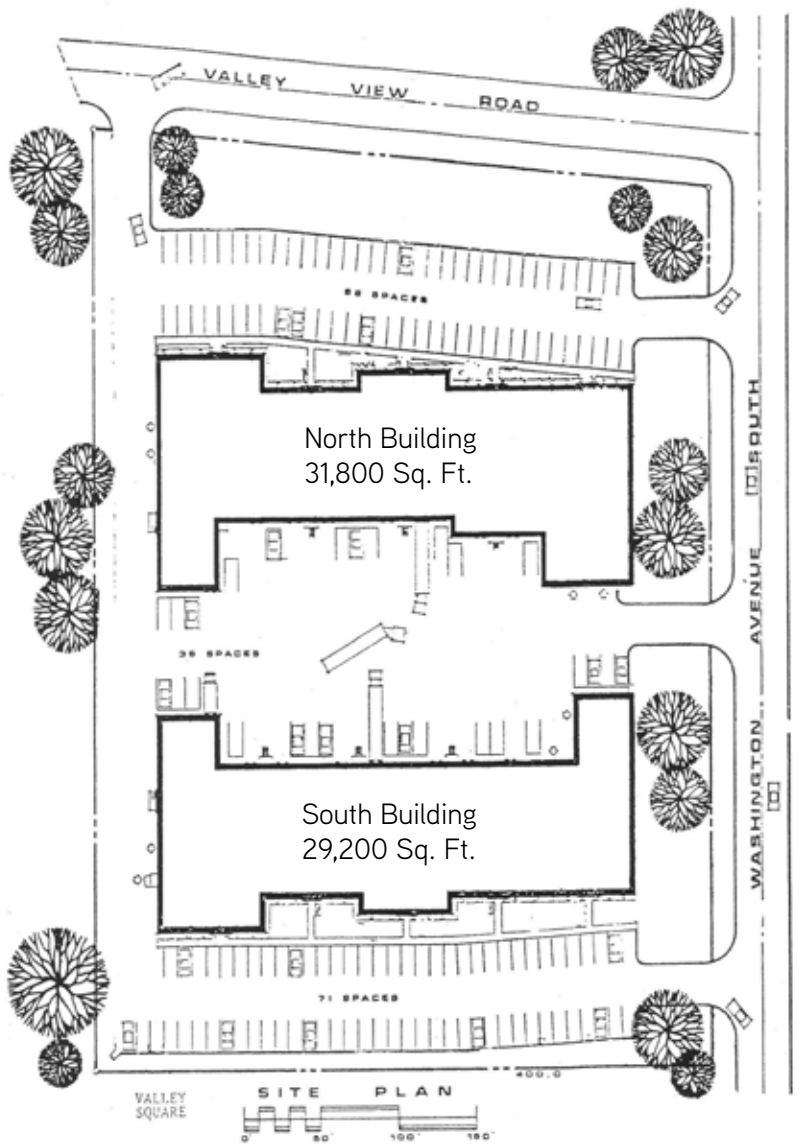 VALLEY VIEW ROAD
North Building
31,800 Sq. Ft.
WASHINGTON AVENUE SOUTH
SPACES
South Building
29,200 Sq. Ft.
71 SPACES
400.0
VALLEY
SQUARE
SITE PLAN
0' 50' 100' 150'